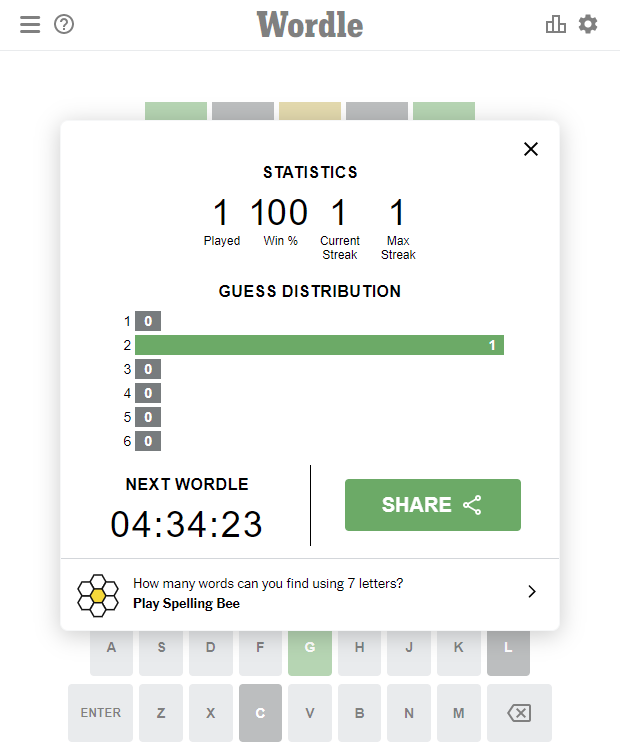 Wordle
STATISTICS
1 100 1 1
Played Win % Current Max
Streak Streak
GUESS DISTRIBUTION
1 0
2 1
3 0
4 0
5 0
6 0
NEXT WORDLE
04:34:23
SHARE
How many words can you find using 7 letters?
Play Spelling Bee
A S D F G H J K L
ENTER Z X C V B N M